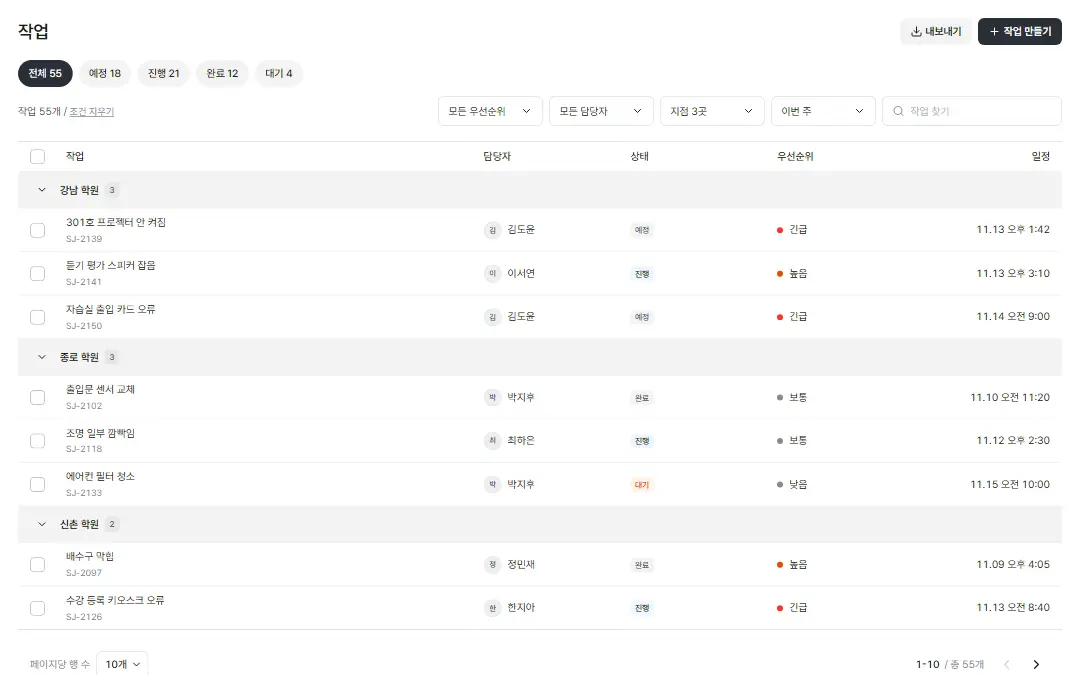 작업
내보내기
작업 만들기
전체 55
예정 18
진행 21
완료 12
대기 4
작업 55개 / 조건 지우기
모든 우선순위
모든 담당자
지점 3곳
이번 주
작업 찾기
작업 담당자 상태 우선순위 일정
강남 학원 3
301호 프로젝터 안 켜짐
SJ-2139
김 김도윤 예정 긴급 11.13 오후 1:42
듣기 평가 스피커 잡음
SJ-2141
이 이서연 진행 높음 11.13 오후 3:10
자습실 출입 카드 오류
SJ-2150
김 김도윤 예정 긴급 11.14 오전 9:00
종로 학원 3
출입문 센서 교체
SJ-2102
박 박지후 완료 보통 11.10 오전 11:20
조명 일부 깜빡임
SJ-2118
최 최하은 진행 보통 11.12 오후 2:30
에어컨 필터 청소
SJ-2133
박 박지후 대기 낮음 11.15 오전 10:00
신촌 학원 2
배수구 막힘
SJ-2097
정 정민재 완료 높음 11.09 오후 4:05
수강 등록 키오스크 오류
SJ-2126
한 한지아 진행 긴급 11.13 오전 8:40
페이지당 행 수 10개
1-10 / 총 55개